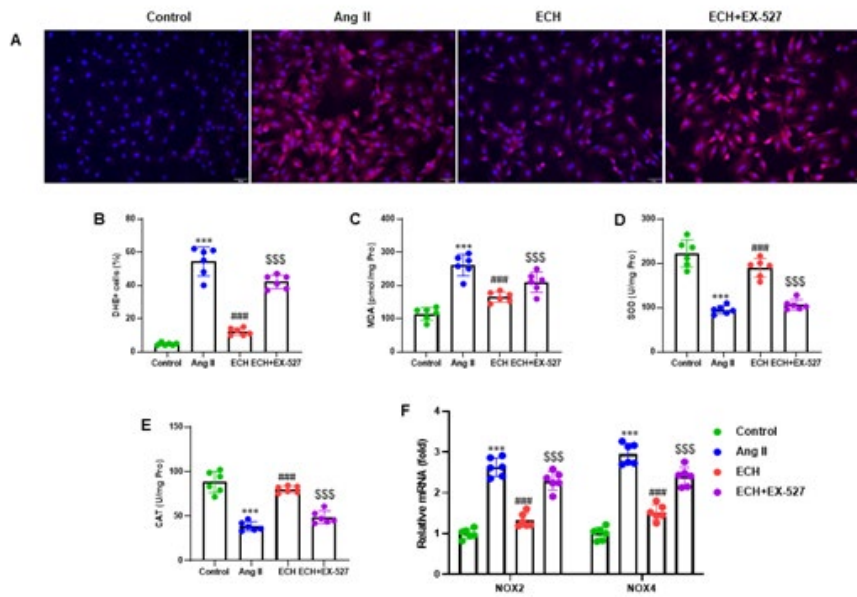 Control Ang II ECH ECH+EX-527
A
B
DHE+ cells (%)
80
60
40
20
0
***
###
$$$
Control Ang II ECH ECH+EX-527
C
MDA (pmol/mg Pro)
400
300
200
100
0
***
###
$$$
Control Ang II ECH ECH+EX-527
D
SOD (U/mg Pro)
300
200
100
0
***
###
$$$
Control Ang II ECH ECH+EX-527
E
CAT (U/mg Pro)
150
100
50
0
***
###
$$$
Control Ang II ECH ECH+EX-527
F
Relative mRNA (fold)
4
3
2
1
0
***
###
$$$
***
###
$$$
NOX2 NOX4
Control
Ang II
ECH
ECH+EX-527